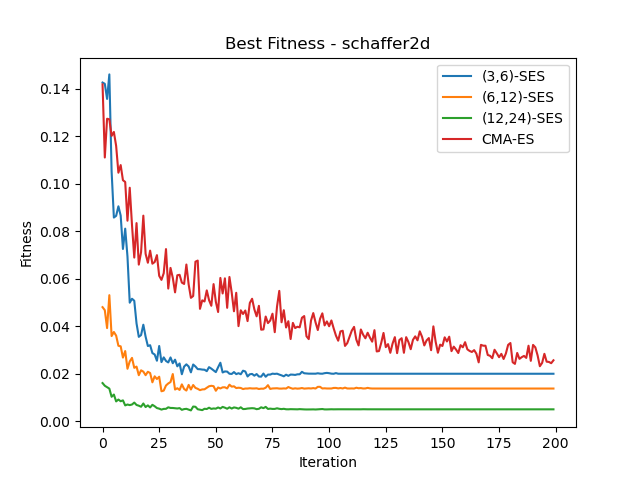 Best Fitness - schaffer2d
(3,6)-SES
(6,12)-SES
(12,24)-SES
CMA-ES
Fitness
0.14
0.12
0.10
0.08
0.06
0.04
0.02
0.00
0 25 50 75 100 125 150 175 200
Iteration